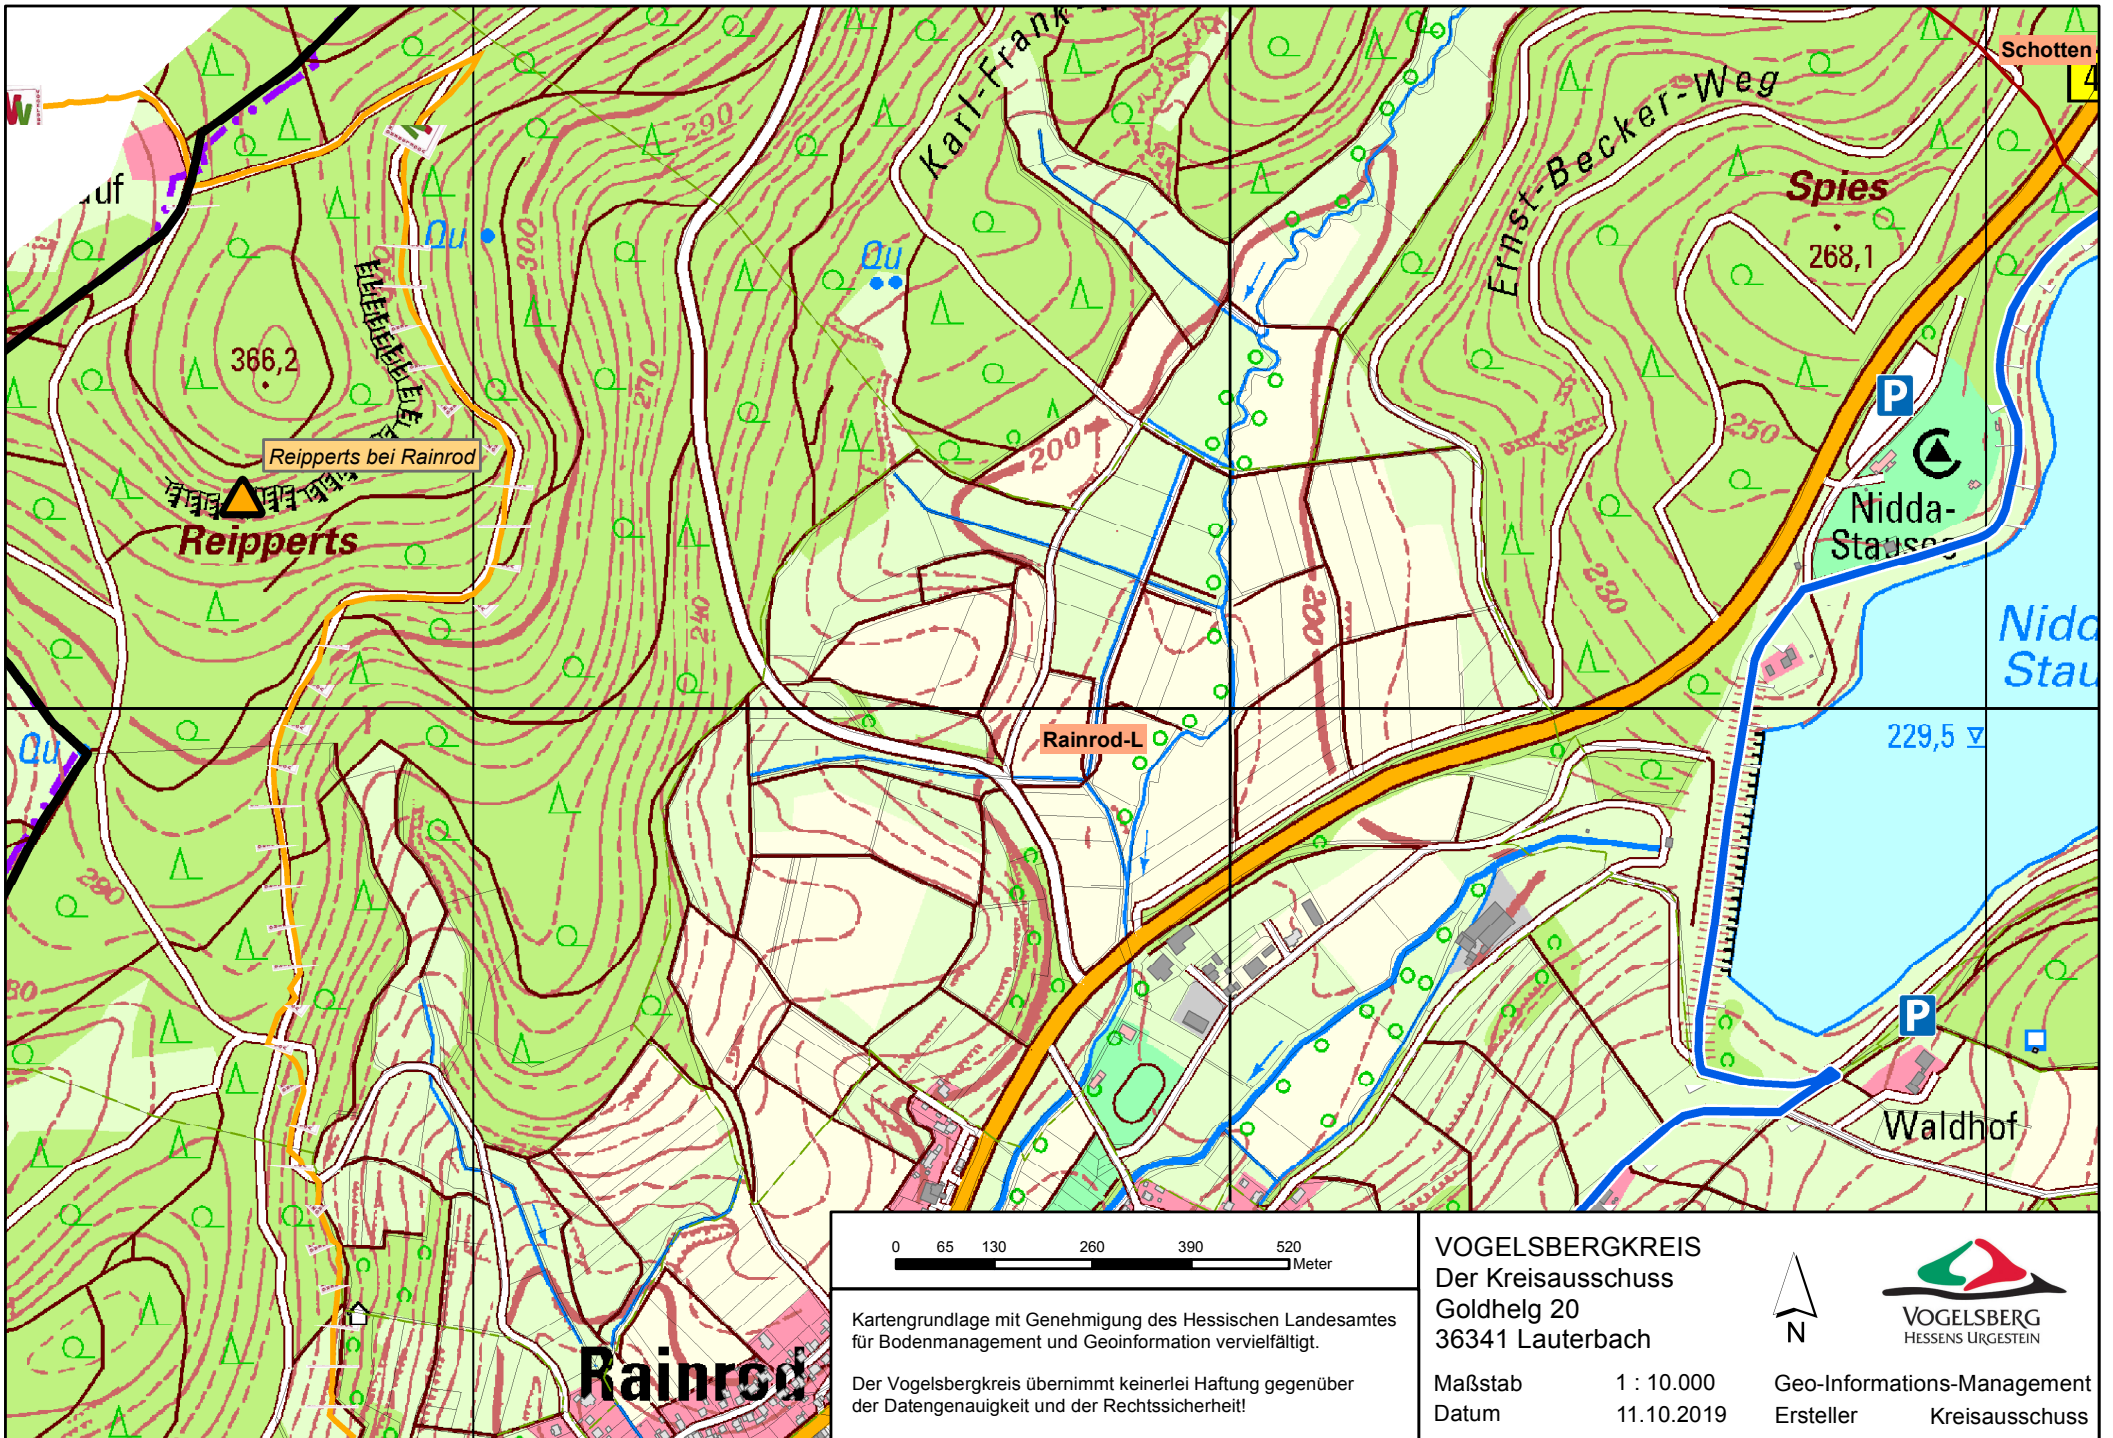 Karl-Frank-
Schotten
4
Ernst-Becker-Weg
290
Spies
268,1
Qu
Qu
300
366,2
270
Reipperts bei Rainrod
Reipperts
200
250
P
Nidda-
Stausee
200
230
240
Nidd
Stau
Rainrod-L
229,5
Qu
280
80
P
Waldhof
Rainrod
0 65 130 260 390 520
Meter
Kartengrundlage mit Genehmigung des Hessischen Landesamtes
für Bodenmanagement und Geoinformation vervielfältigt.
Der Vogelsbergkreis übernimmt keinerlei Haftung gegenüber
der Datengenauigkeit und der Rechtssicherheit!
VOGELSBERGKREIS
Der Kreisausschuss
Goldhelg 20
36341 Lauterbach
N
VOGELSBERG
HESSENS URGESTEIN
Maßstab 1 : 10.000
Datum 11.10.2019
Geo-Informations-Management
Ersteller Kreisausschuss